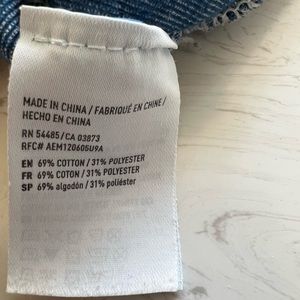 MADE IN CHINA / FABRIQUÉ EN CHINE /
HECHO EN CHINA
RN 54485/CA 03873
RFC# AEM120605U9A
EN 69% COTTON / 31% POLYESTER
FR 69% COTON / 31% POLYESTER
SP 69% algodón / 31% poliéster